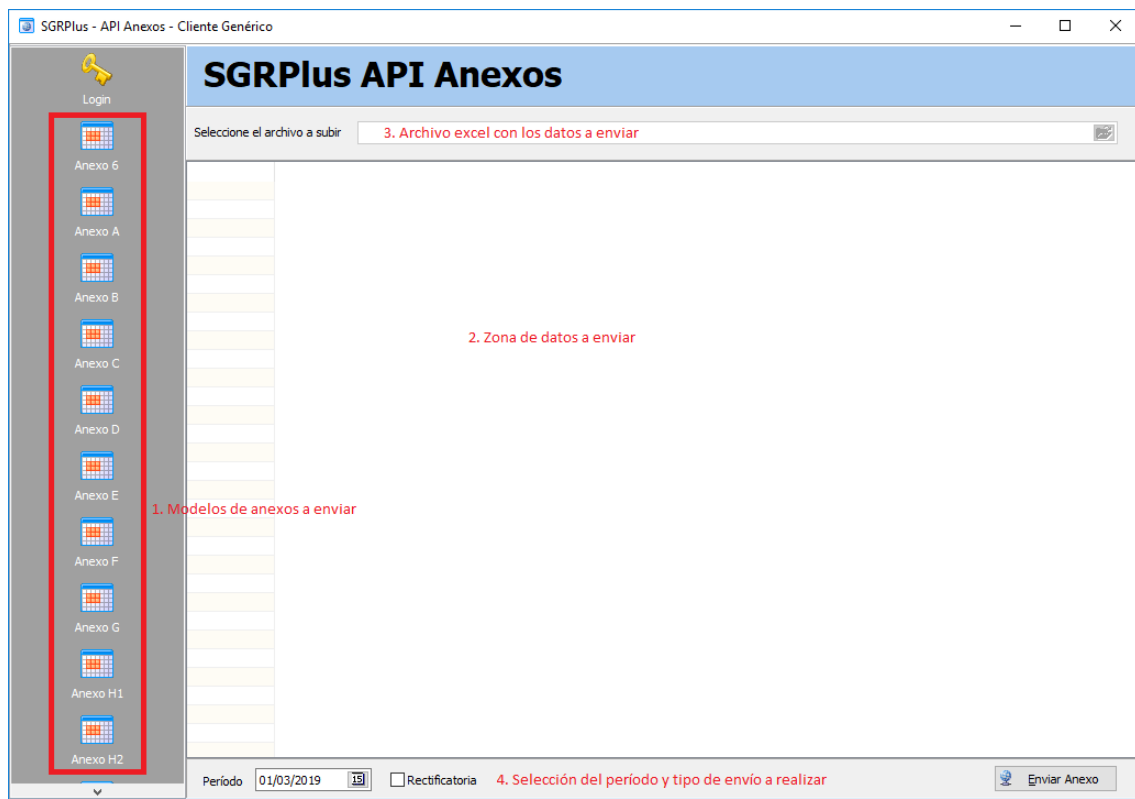 SGRPlus - API Anexos - Cliente Genérico
Login
SGRPlus API Anexos
Seleccione el archivo a subir
3. Archivo excel con los datos a enviar
Anexo 6
Anexo A
Anexo B
2. Zona de datos a enviar
Anexo C
Anexo D
Anexo E
1. Modelos de anexos a enviar
Anexo F
Anexo G
Anexo H1
Anexo H2
Período 01/03/2019 15 Rectificatoria 4. Selección del período y tipo de envío a realizar Enviar Anexo